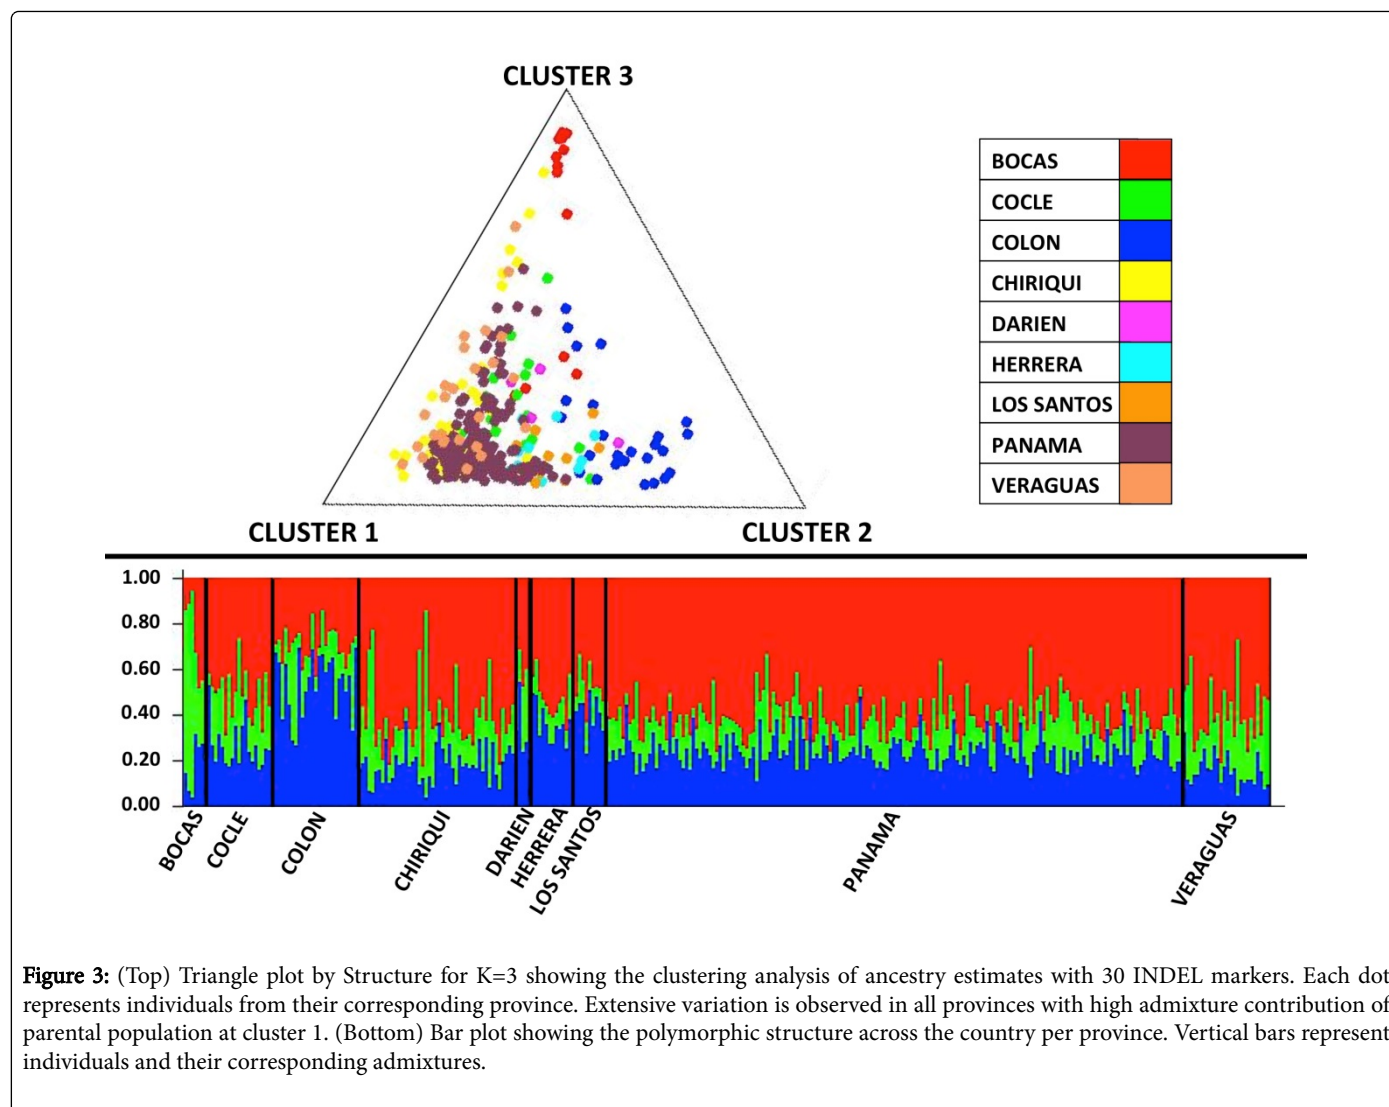 CLUSTER 3
BOCAS
COCLE
COLON
CHIRIQUI
DARIEN
HERRERA
LOS SANTOS
PANAMA
VERAGUAS
CLUSTER 1
CLUSTER 2
1.00
0.80
0.60
0.40
0.20
0.00
BOCAS
COCLE
COLON
CHIRIQUI
DARIEN
HERRERA
LOS SANTOS
PANAMA
VERAGUAS
Figure 3: (Top) Triangle plot by Structure for K=3 showing the clustering analysis of ancestry estimates with 30 INDEL markers. Each dot
represents individuals from their corresponding province. Extensive variation is observed in all provinces with high admixture contribution of
parental population at cluster 1. (Bottom) Bar plot showing the polymorphic structure across the country per province. Vertical bars represent
individuals and their corresponding admixtures.